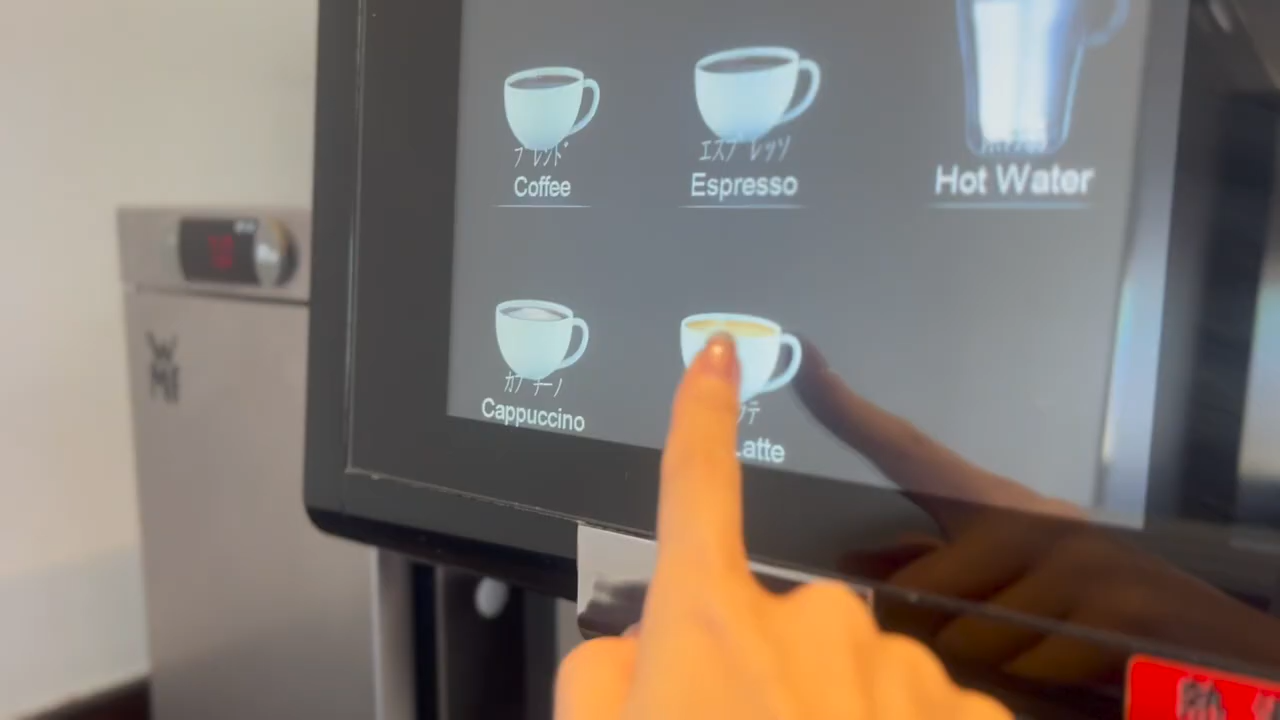 ブレンド
Coffee
エスプレッソ
Espresso
Hot Water
カプチーノ
Cappuccino
テ
Latte
WMF